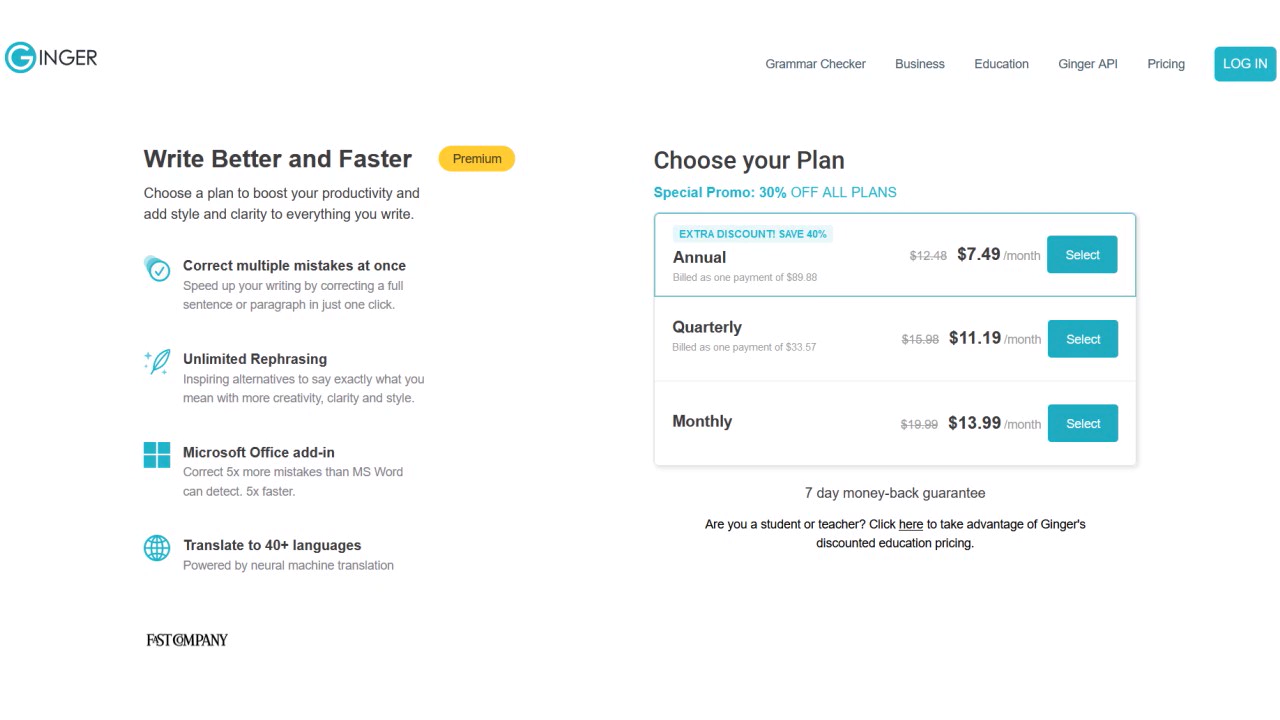 GINGER
Grammar Checker
Business
Education
Ginger API
Pricing
LOG IN
Write Better and Faster
Premium
Choose a plan to boost your productivity and
add style and clarity to everything you write.
Correct multiple mistakes at once
Speed up your writing by correcting a full
sentence or paragraph in just one click.
Unlimited Rephrasing
Inspiring alternatives to say exactly what you
mean with more creativity, clarity and style.
Microsoft Office add-in
Correct 5x more mistakes than MS Word
can detect. 5x faster.
Translate to 40+ languages
Powered by neural machine translation
FAST COMPANY
Choose your Plan
Special Promo: 30% OFF ALL PLANS
EXTRA DISCOUNT! SAVE 40%
Annual
$12.48 $7.49 /month
Select
Billed as one payment of $89.88
Quarterly
$15.98 $11.19 /month
Select
Billed as one payment of $33.57
Monthly
$19.99 $13.99 /month
Select
7 day money-back guarantee
Are you a student or teacher? Click here to take advantage of Ginger's
discounted education pricing.